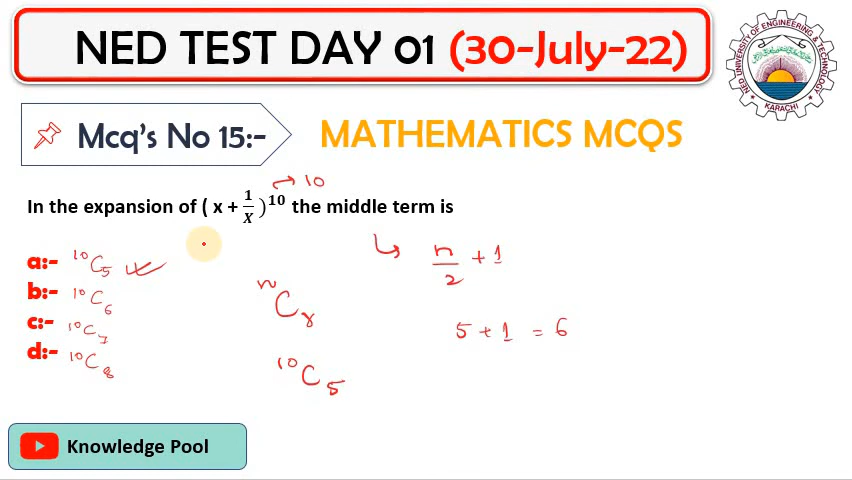 NED TEST DAY 01 (30-July-22)
NED UNIVERSITY OF ENGINEERING & TECHNOLOGY
KARACHI
Mcq's No 15:-
MATHEMATICS MCQS
→ 10
In the expansion of ( x + 1/X )^10 the middle term is
a:- ¹⁰C₅ ✓
b:- ¹⁰C₆
c:- ¹⁰C₇
d:- ¹⁰C₈
n/2 + 1
ⁿCᵣ
5 + 1 = 6
¹⁰C₅
Knowledge Pool